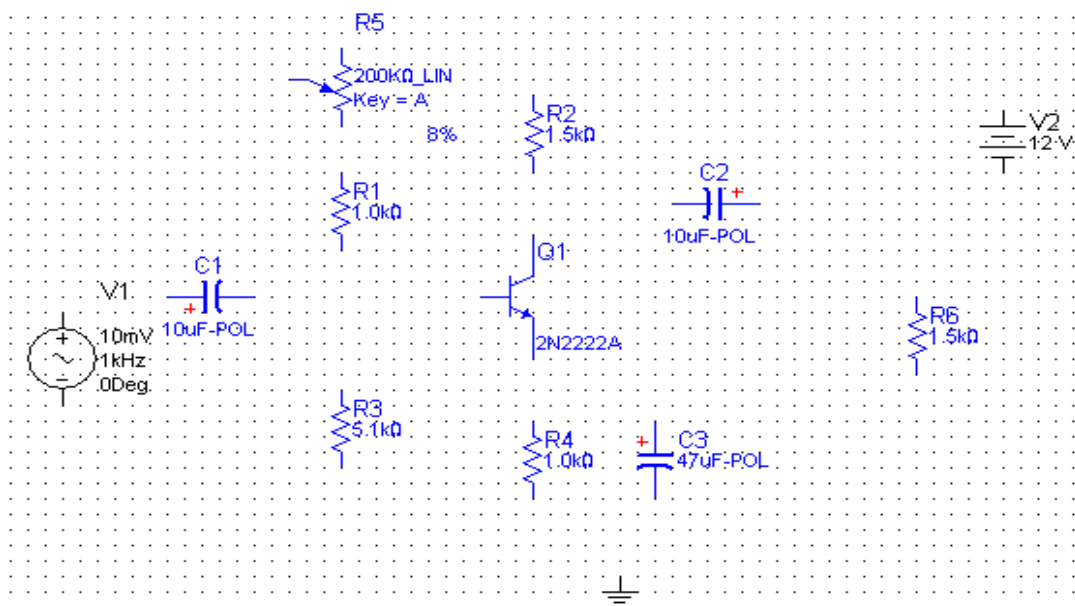 R5
200KΩ_LIN
Key = A
8%
R2
1.5kΩ
V2
12 V
C2
+
10uF-POL
R1
1.0kΩ
Q1
2N2222A
C1
+
10uF-POL
V1
10mV
1kHz
0Deg
+
R6
1.5kΩ
R3
5.1kΩ
R4
1.0kΩ
+
C3
47uF-POL